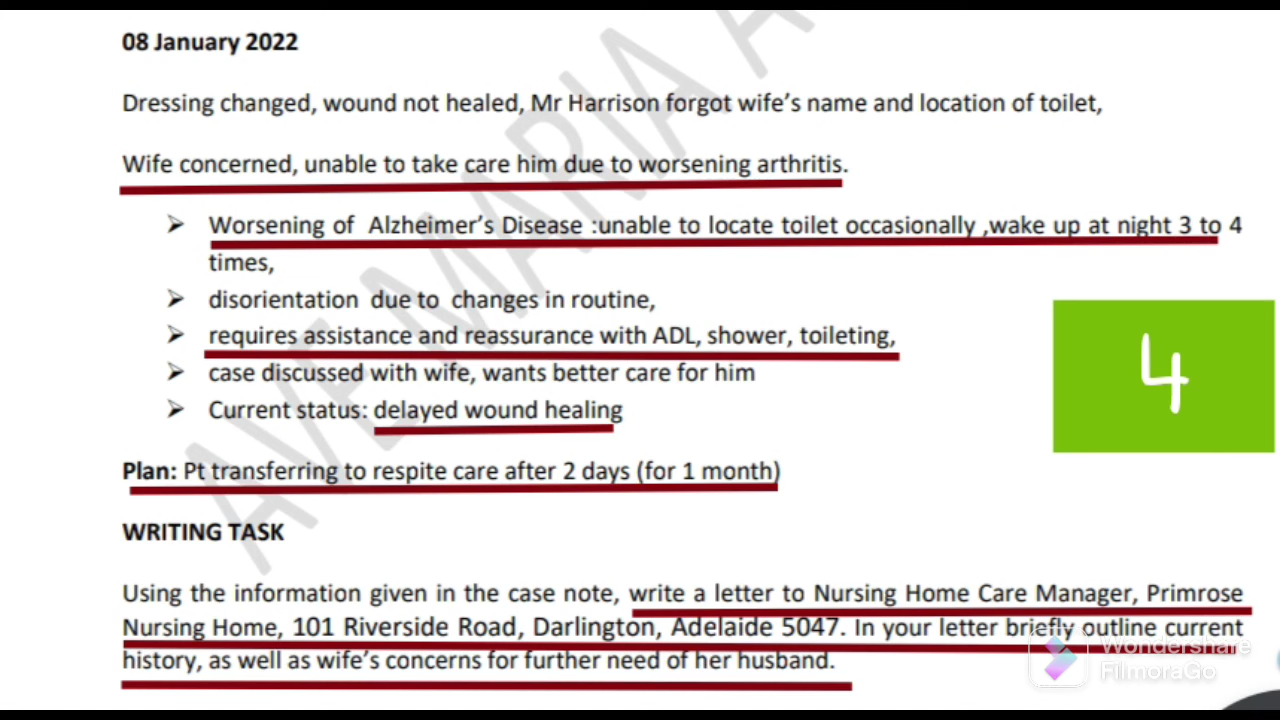 08 January 2022
Dressing changed, wound not healed, Mr Harrison forgot wife's name and location of toilet,
Wife concerned, unable to take care him due to worsening arthritis.
➢ Worsening of Alzheimer's Disease :unable to locate toilet occasionally ,wake up at night 3 to 4
times,
➢ disorientation due to changes in routine,
➢ requires assistance and reassurance with ADL, shower, toileting,
➢ case discussed with wife, wants better care for him
➢ Current status: delayed wound healing
4
Plan: Pt transferring to respite care after 2 days (for 1 month)
WRITING TASK
Using the information given in the case note, write a letter to Nursing Home Care Manager, Primrose
Nursing Home, 101 Riverside Road, Darlington, Adelaide 5047. In your letter briefly outline current
history, as well as wife's concerns for further need of her husband.
Wondershare
FilmoraGo
AVE MARIA A